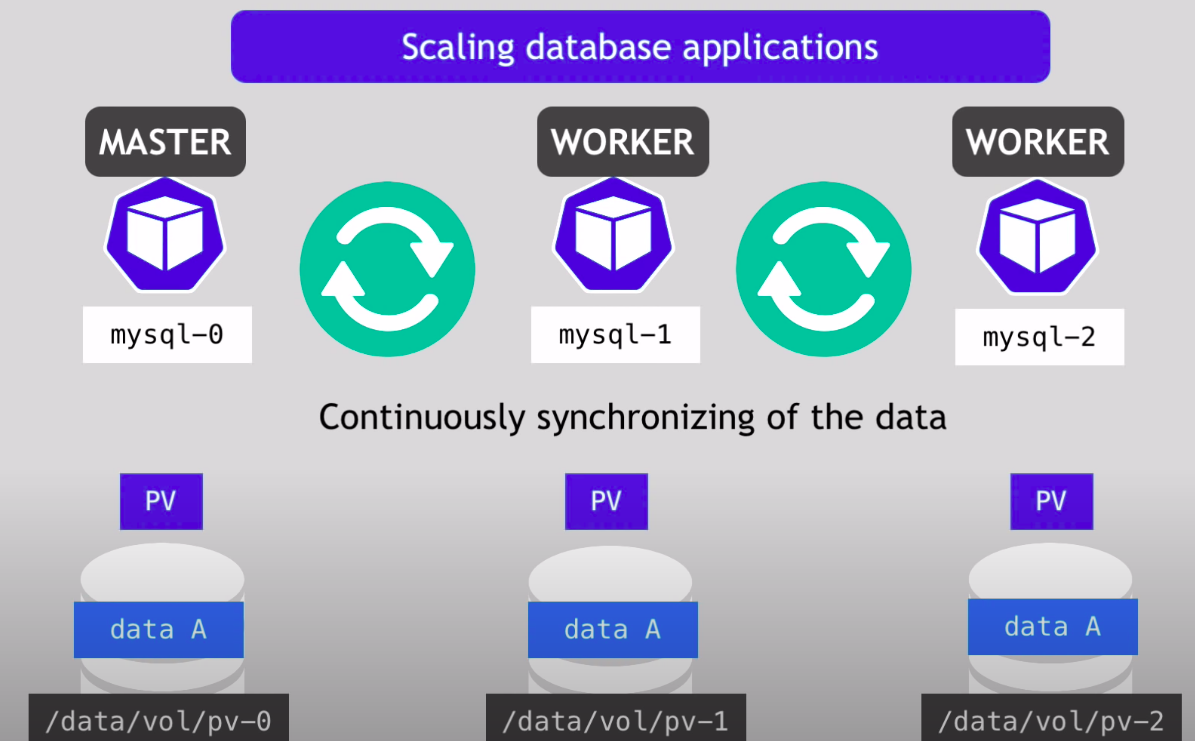 Scaling database applications
MASTER
WORKER
WORKER
mysql-0
mysql-1
mysql-2
Continuously synchronizing of the data
PV
PV
PV
data A
data A
data A
/data/vol/pv-0
/data/vol/pv-1
/data/vol/pv-2